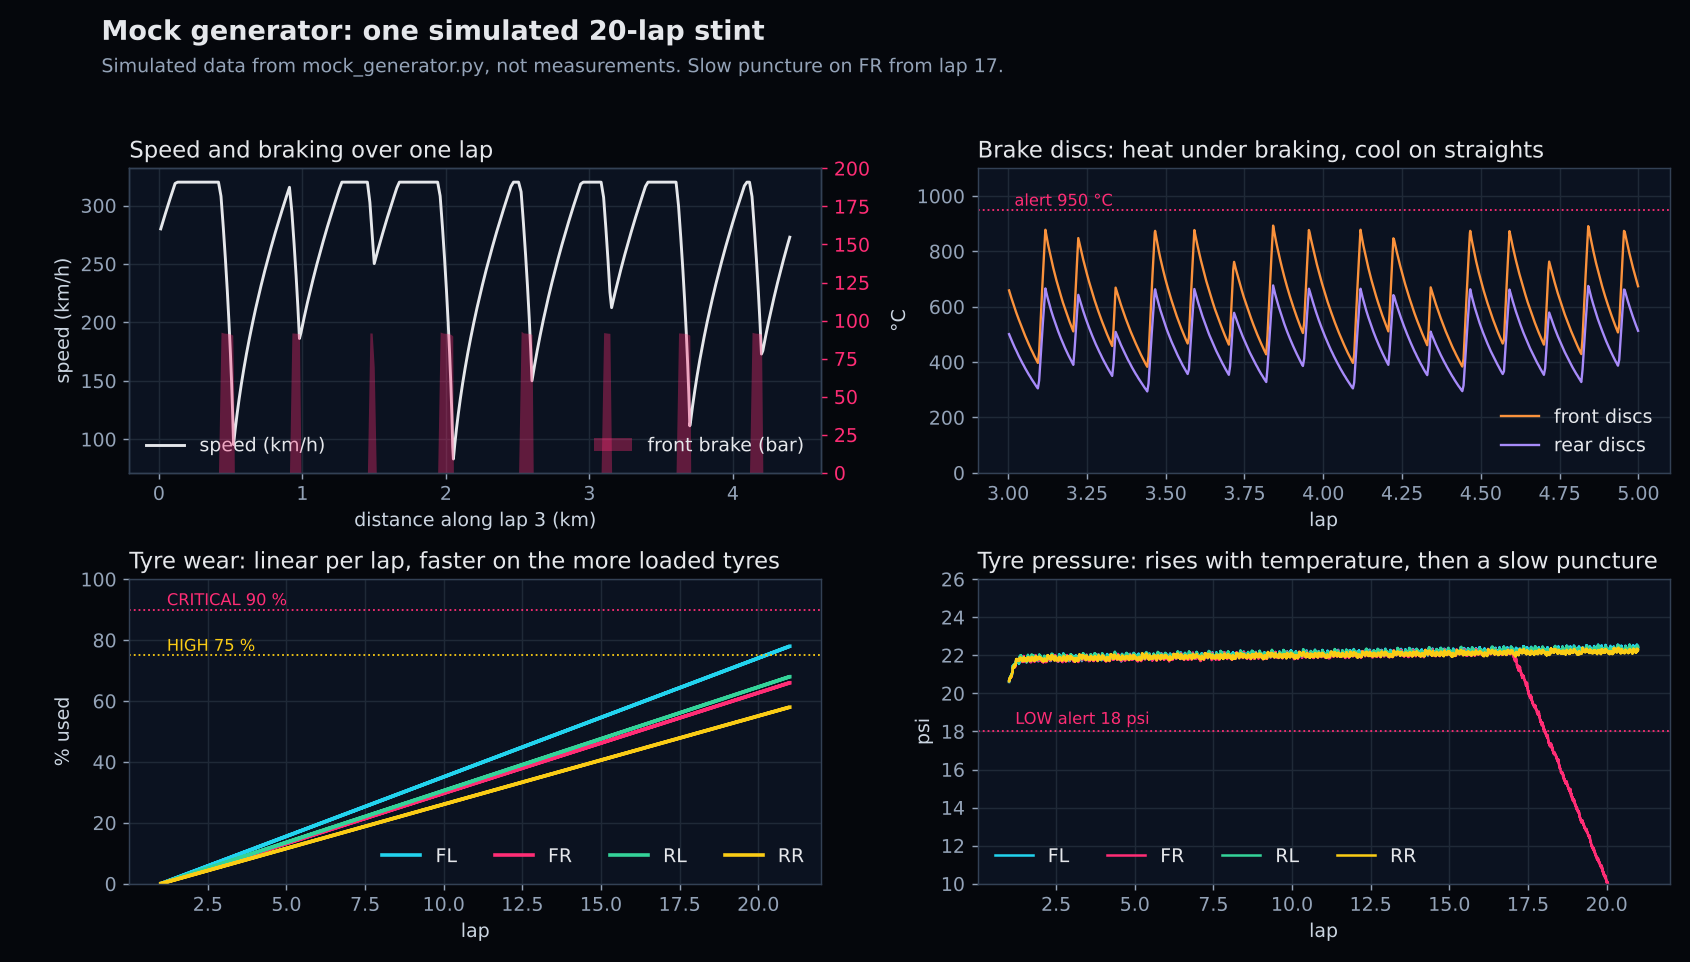 Mock generator: one simulated 20-lap stint
Simulated data from mock_generator.py, not measurements. Slow puncture on FR from lap 17.
Speed and braking over one lap
speed (km/h)
300
250
200
150
100
200
175
150
125
100
75
50
25
0
speed (km/h)
front brake (bar)
0 1 2 3 4
distance along lap 3 (km)
Brake discs: heat under braking, cool on straights
°C
1000
800
600
400
200
0
alert 950 °C
front discs
rear discs
3.00 3.25 3.50 3.75 4.00 4.25 4.50 4.75 5.00
lap
Tyre wear: linear per lap, faster on the more loaded tyres
% used
100
80
60
40
20
0
CRITICAL 90 %
HIGH 75 %
FL FR RL RR
2.5 5.0 7.5 10.0 12.5 15.0 17.5 20.0
lap
Tyre pressure: rises with temperature, then a slow puncture
psi
26
24
22
20
18
16
14
12
10
LOW alert 18 psi
FL FR RL RR
2.5 5.0 7.5 10.0 12.5 15.0 17.5 20.0
lap